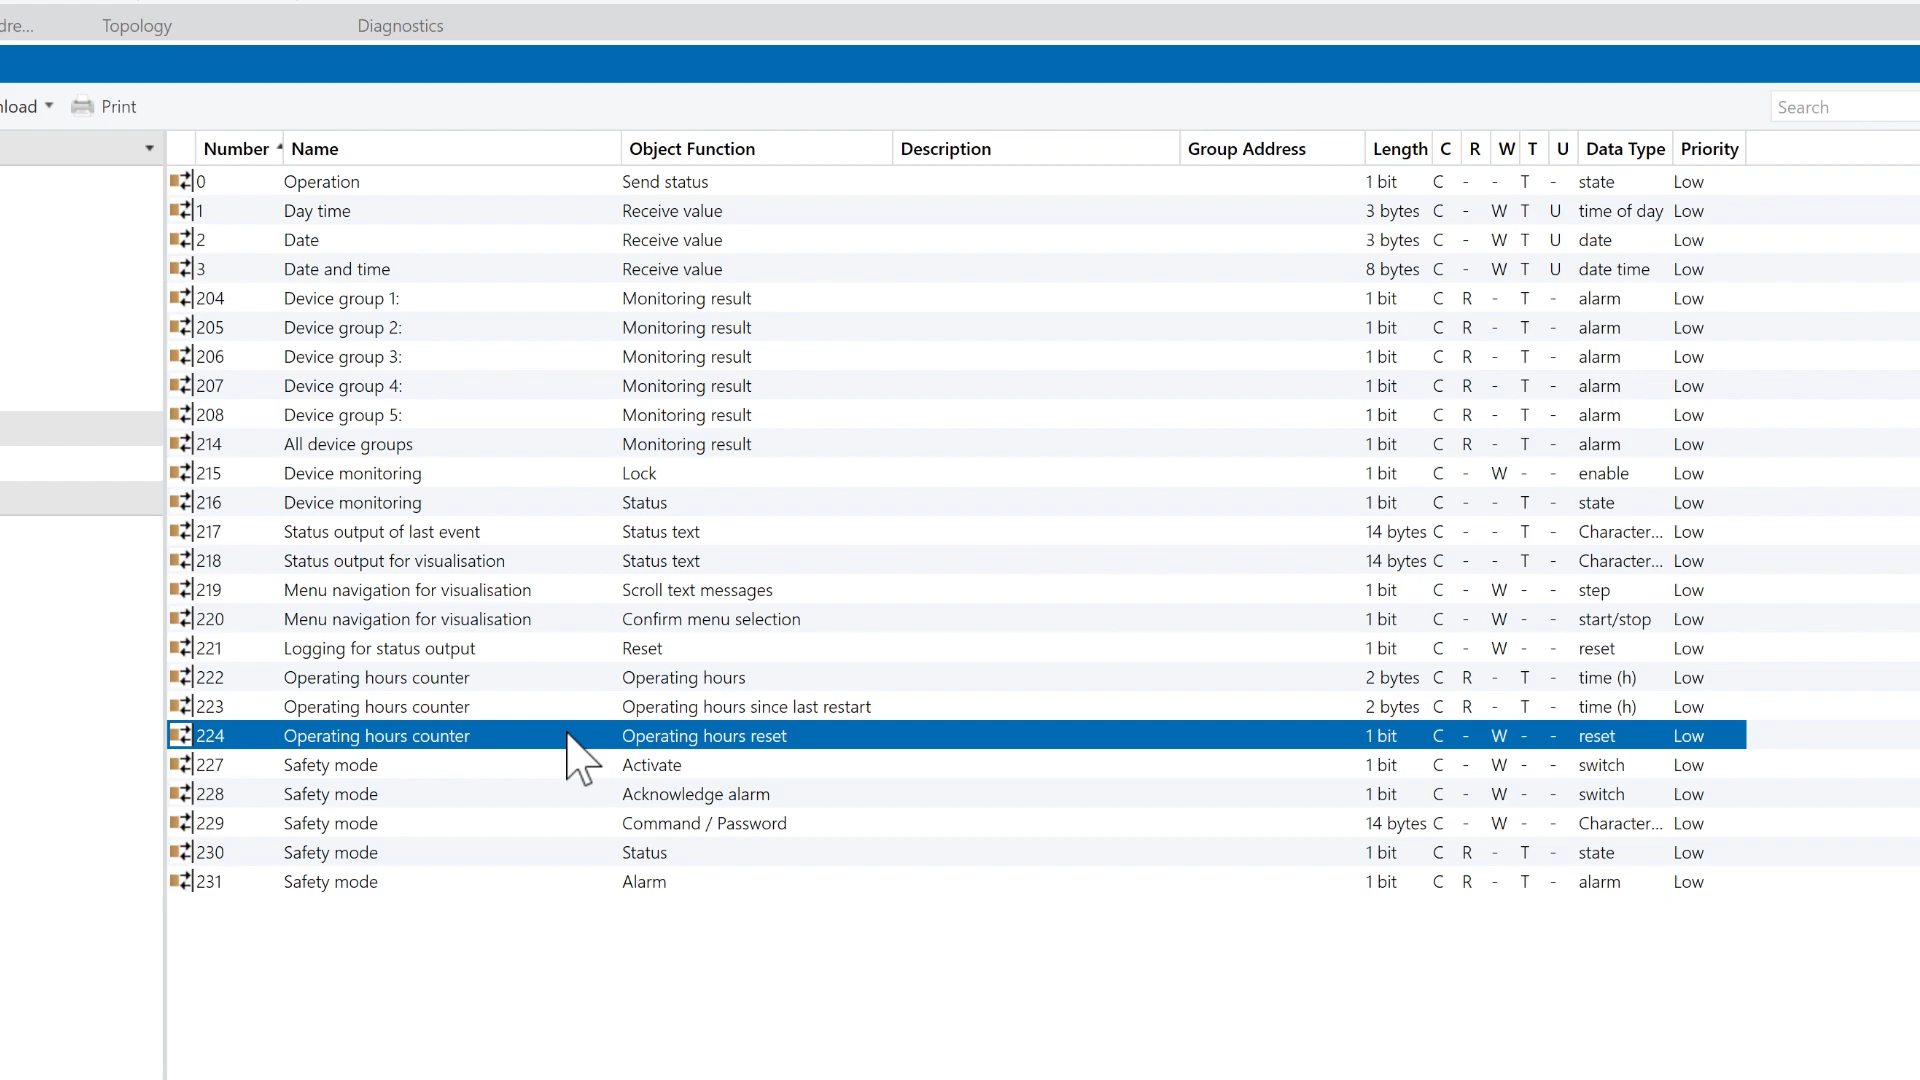 dre... Topology Diagnostics
nload Print Search
Number Name Object Function Description Group Address Length C R W T U Data Type Priority
0 Operation Send status 1 bit C - - T - state Low
1 Day time Receive value 3 bytes C - W T U time of day Low
2 Date Receive value 3 bytes C - W T U date Low
3 Date and time Receive value 8 bytes C - W T U date time Low
204 Device group 1: Monitoring result 1 bit C R - T - alarm Low
205 Device group 2: Monitoring result 1 bit C R - T - alarm Low
206 Device group 3: Monitoring result 1 bit C R - T - alarm Low
207 Device group 4: Monitoring result 1 bit C R - T - alarm Low
208 Device group 5: Monitoring result 1 bit C R - T - alarm Low
214 All device groups Monitoring result 1 bit C R - T - alarm Low
215 Device monitoring Lock 1 bit C - W - - enable Low
216 Device monitoring Status 1 bit C - - T - state Low
217 Status output of last event Status text 14 bytes C - - T - Character... Low
218 Status output for visualisation Status text 14 bytes C - - T - Character... Low
219 Menu navigation for visualisation Scroll text messages 1 bit C - W - - step Low
220 Menu navigation for visualisation Confirm menu selection 1 bit C - W - - start/stop Low
221 Logging for status output Reset 1 bit C - W - - reset Low
222 Operating hours counter Operating hours 2 bytes C R - T - time (h) Low
223 Operating hours counter Operating hours since last restart 2 bytes C R - T - time (h) Low
224 Operating hours counter Operating hours reset 1 bit C - W - - reset Low
227 Safety mode Activate 1 bit C - W - - switch Low
228 Safety mode Acknowledge alarm 1 bit C - W - - switch Low
229 Safety mode Command / Password 14 bytes C - W - - Character... Low
230 Safety mode Status 1 bit C R - T - state Low
231 Safety mode Alarm 1 bit C R - T - alarm Low